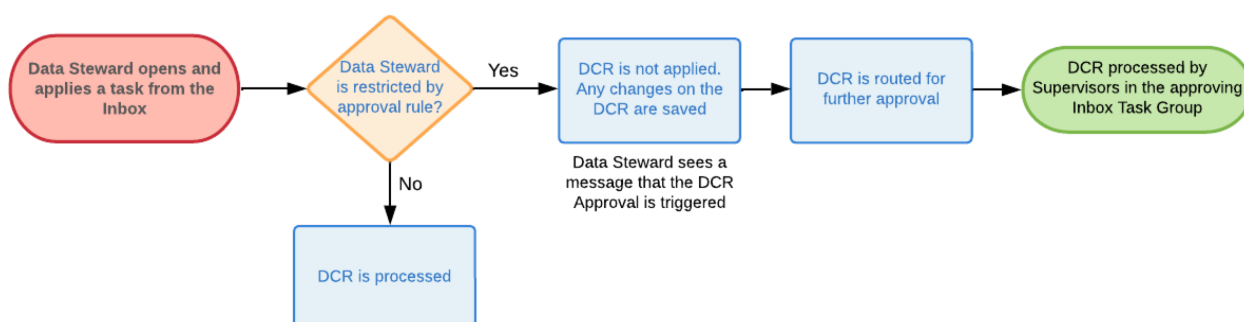 Data Steward opens and
applies a task from the
Inbox
Data Steward
is restricted by
approval rule?
Yes
DCR is not applied.
Any changes on the
DCR are saved
DCR is routed for
further approval
DCR processed by
Supervisors in the approving
Inbox Task Group
Data Steward sees a
message that the DCR
Approval is triggered
No
DCR is processed